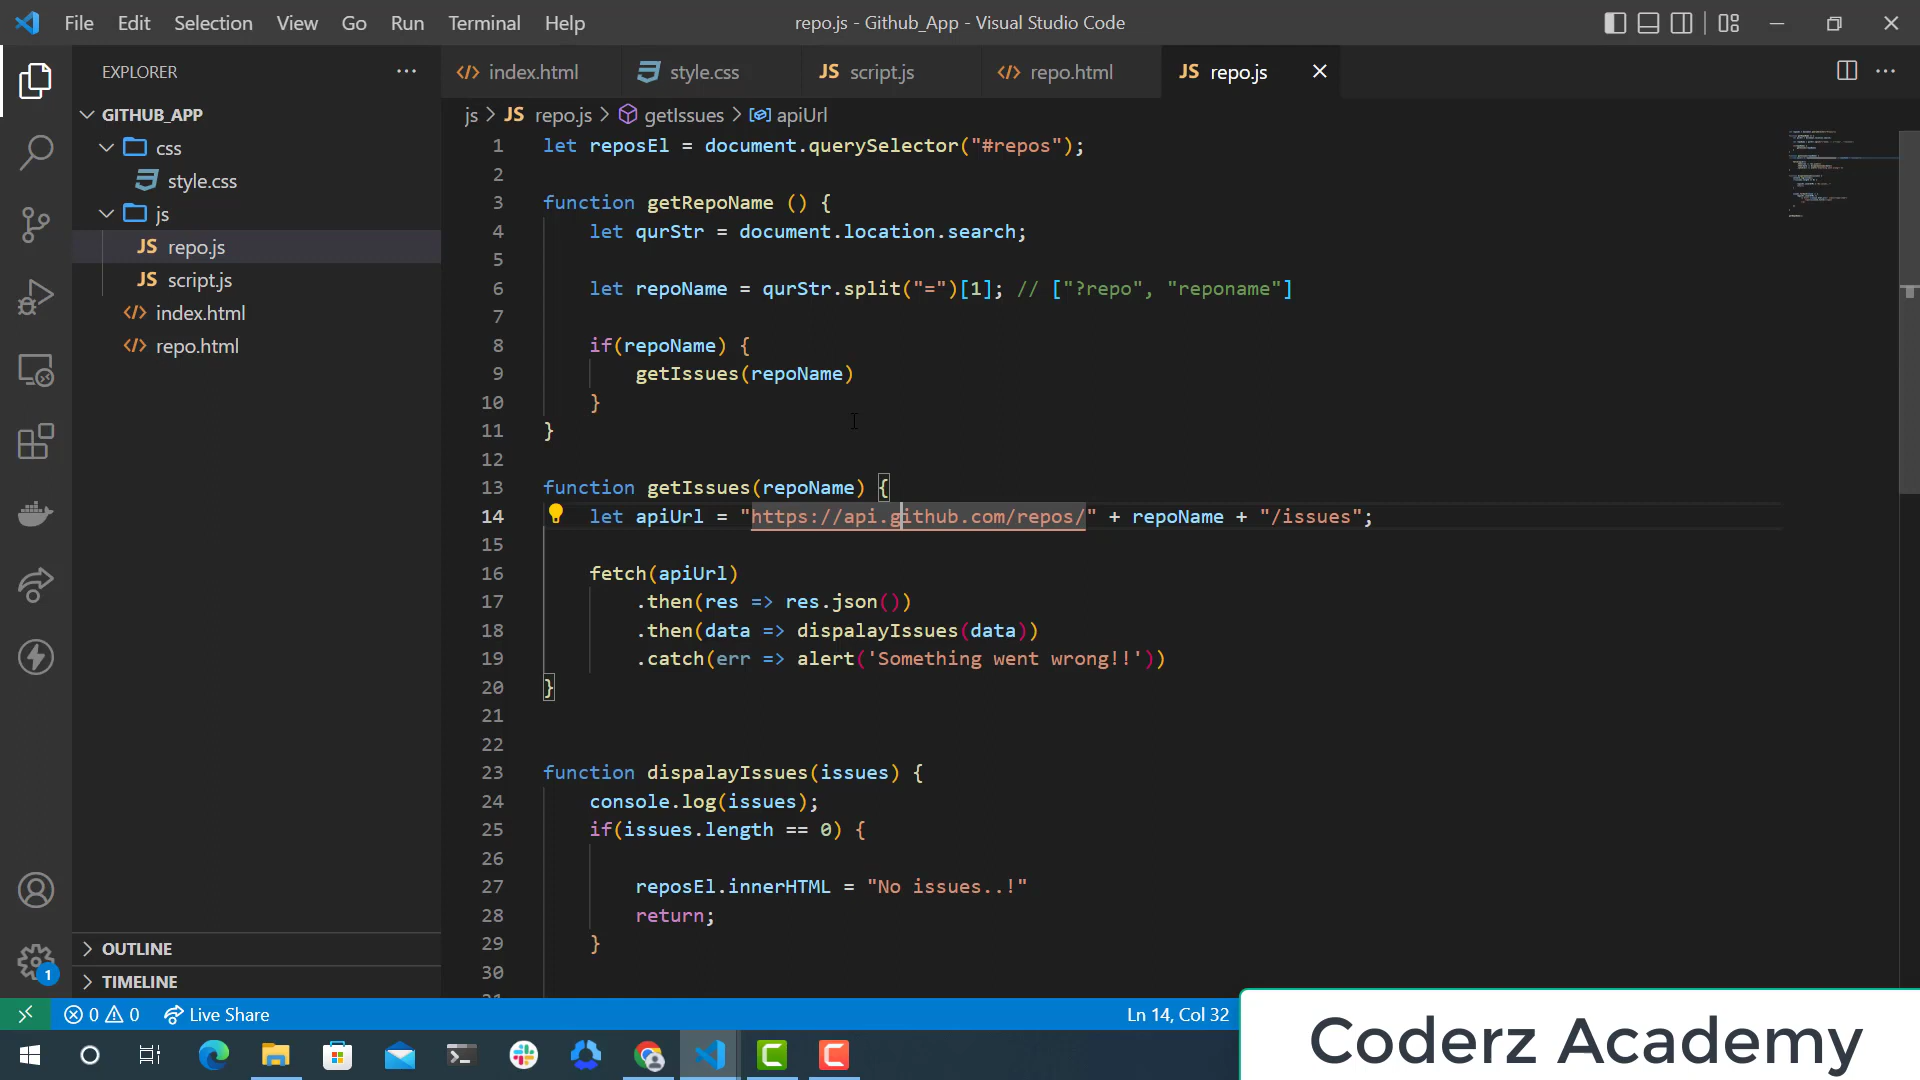 File Edit Selection View Go Run Terminal Help
repo.js - Github_App - Visual Studio Code
EXPLORER
GITHUB_APP
css
style.css
js
JS repo.js
JS script.js
index.html
repo.html
OUTLINE
TIMELINE
index.html style.css JS script.js repo.html JS repo.js
js > JS repo.js > getIssues > apiUrl
1 let reposEl = document.querySelector("#repos");
2
3 function getRepoName () {
4 let qurStr = document.location.search;
5
6 let repoName = qurStr.split("=")[1]; // ["?repo", "reponame"]
7
8 if(repoName) {
9 getIssues(repoName)
10 }
11 }
12
13 function getIssues(repoName) {
14 let apiUrl = "https://api.github.com/repos/" + repoName + "/issues";
15
16 fetch(apiUrl)
17 .then(res => res.json())
18 .then(data => dispalayIssues(data))
19 .catch(err => alert('Something went wrong!!'))
20 }
21
22
23 function dispalayIssues(issues) {
24 console.log(issues);
25 if(issues.length == 0) {
26
27 reposEl.innerHTML = "No issues..!"
28 return;
29 }
30
1
0 0 Live Share
Ln 14, Col 32
Coderz Academy